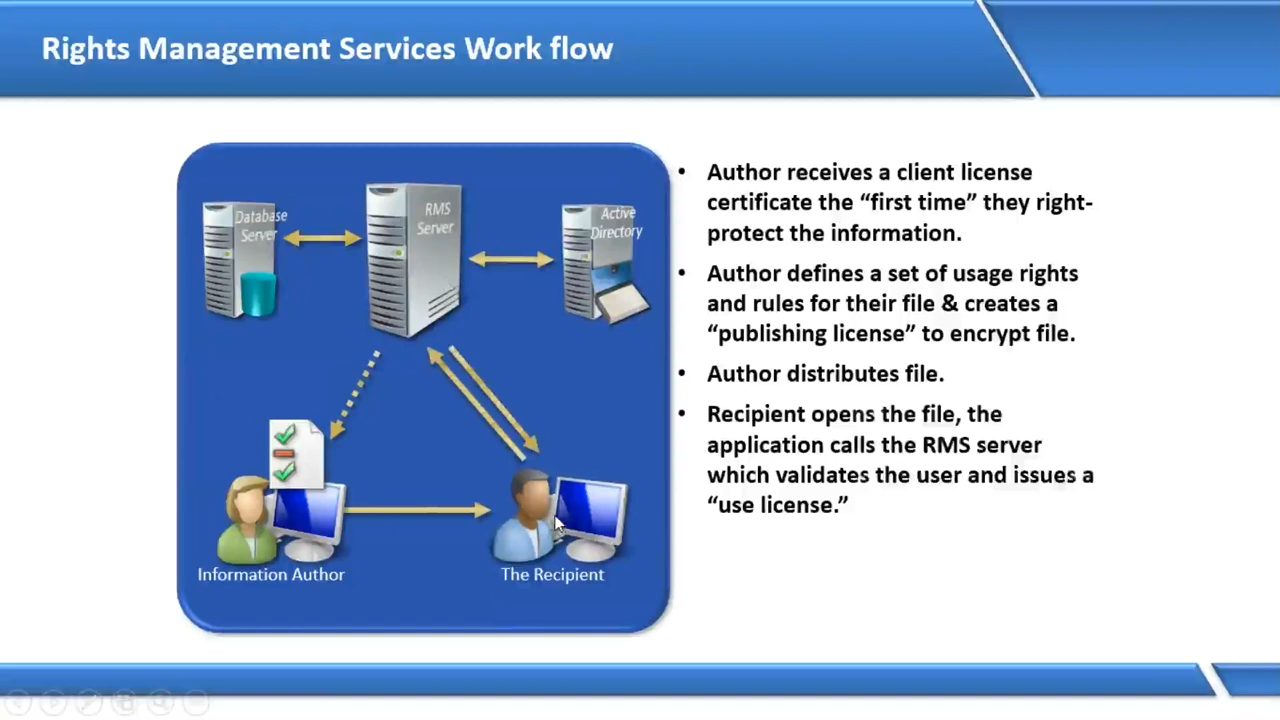 Rights Management Services Work flow
Database
Server
RMS
Server
Active
Directory
Information Author
The Recipient
• Author receives a client license
certificate the “first time” they right-
protect the information.
• Author defines a set of usage rights
and rules for their file & creates a
“publishing license” to encrypt file.
• Author distributes file.
• Recipient opens the file, the
application calls the RMS server
which validates the user and issues a
“use license.”